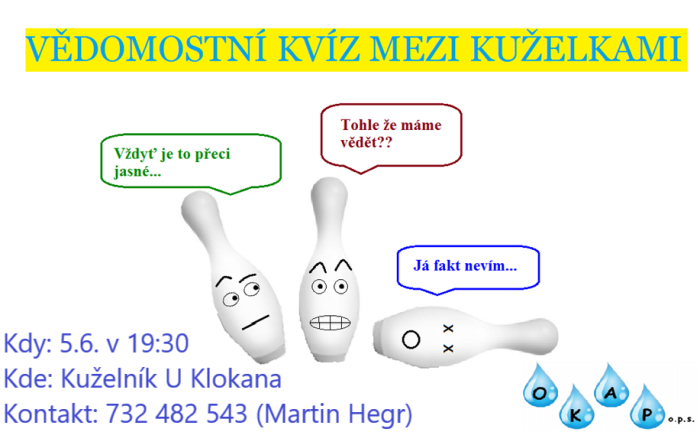 VĚDOMOSTNÍ KVÍZ MEZI KUŽELKAMI
Tohle že máme
vědět??
Vždyť je to přeci
jasné...
Já fakt nevím...
Kdy: 5.6. v 19:30
Kde: Kuželník U Klokana
Kontakt: 732 482 543 (Martin Hegr)
OKAP o.p.s.